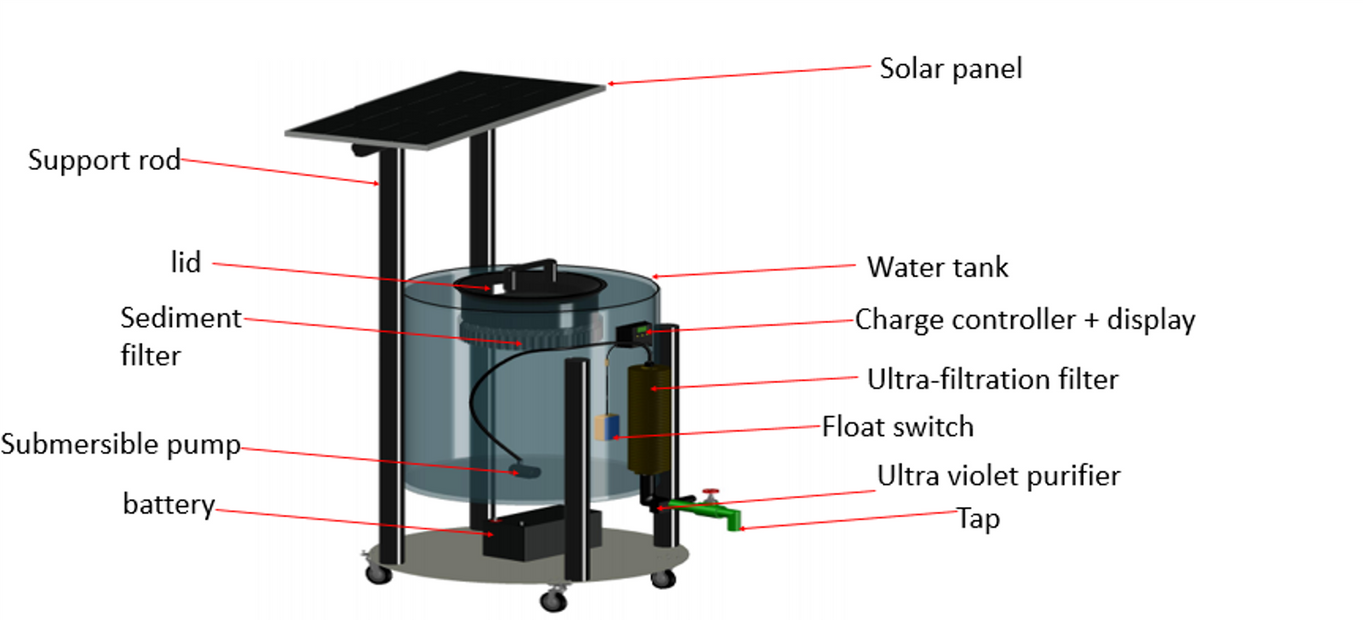 Solar panel
Support rod
lid
Water tank
Sediment
filter
Charge controller + display
Ultra-filtration filter
Float switch
Submersible pump
Ultra violet purifier
battery
Tap